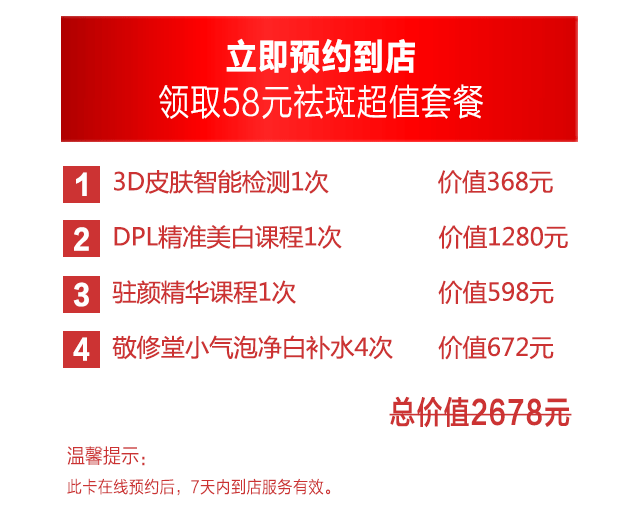 立即预约到店
领取58元祛斑超值套餐
1 3D皮肤智能检测1次 价值368元
2 DPL精准美白课程1次 价值1280元
3 驻颜精华课程1次 价值598元
4 敬修堂小气泡净白补水4次 价值672元
总价值2678元
温馨提示:
此卡在线预约后，7天内到店服务有效。